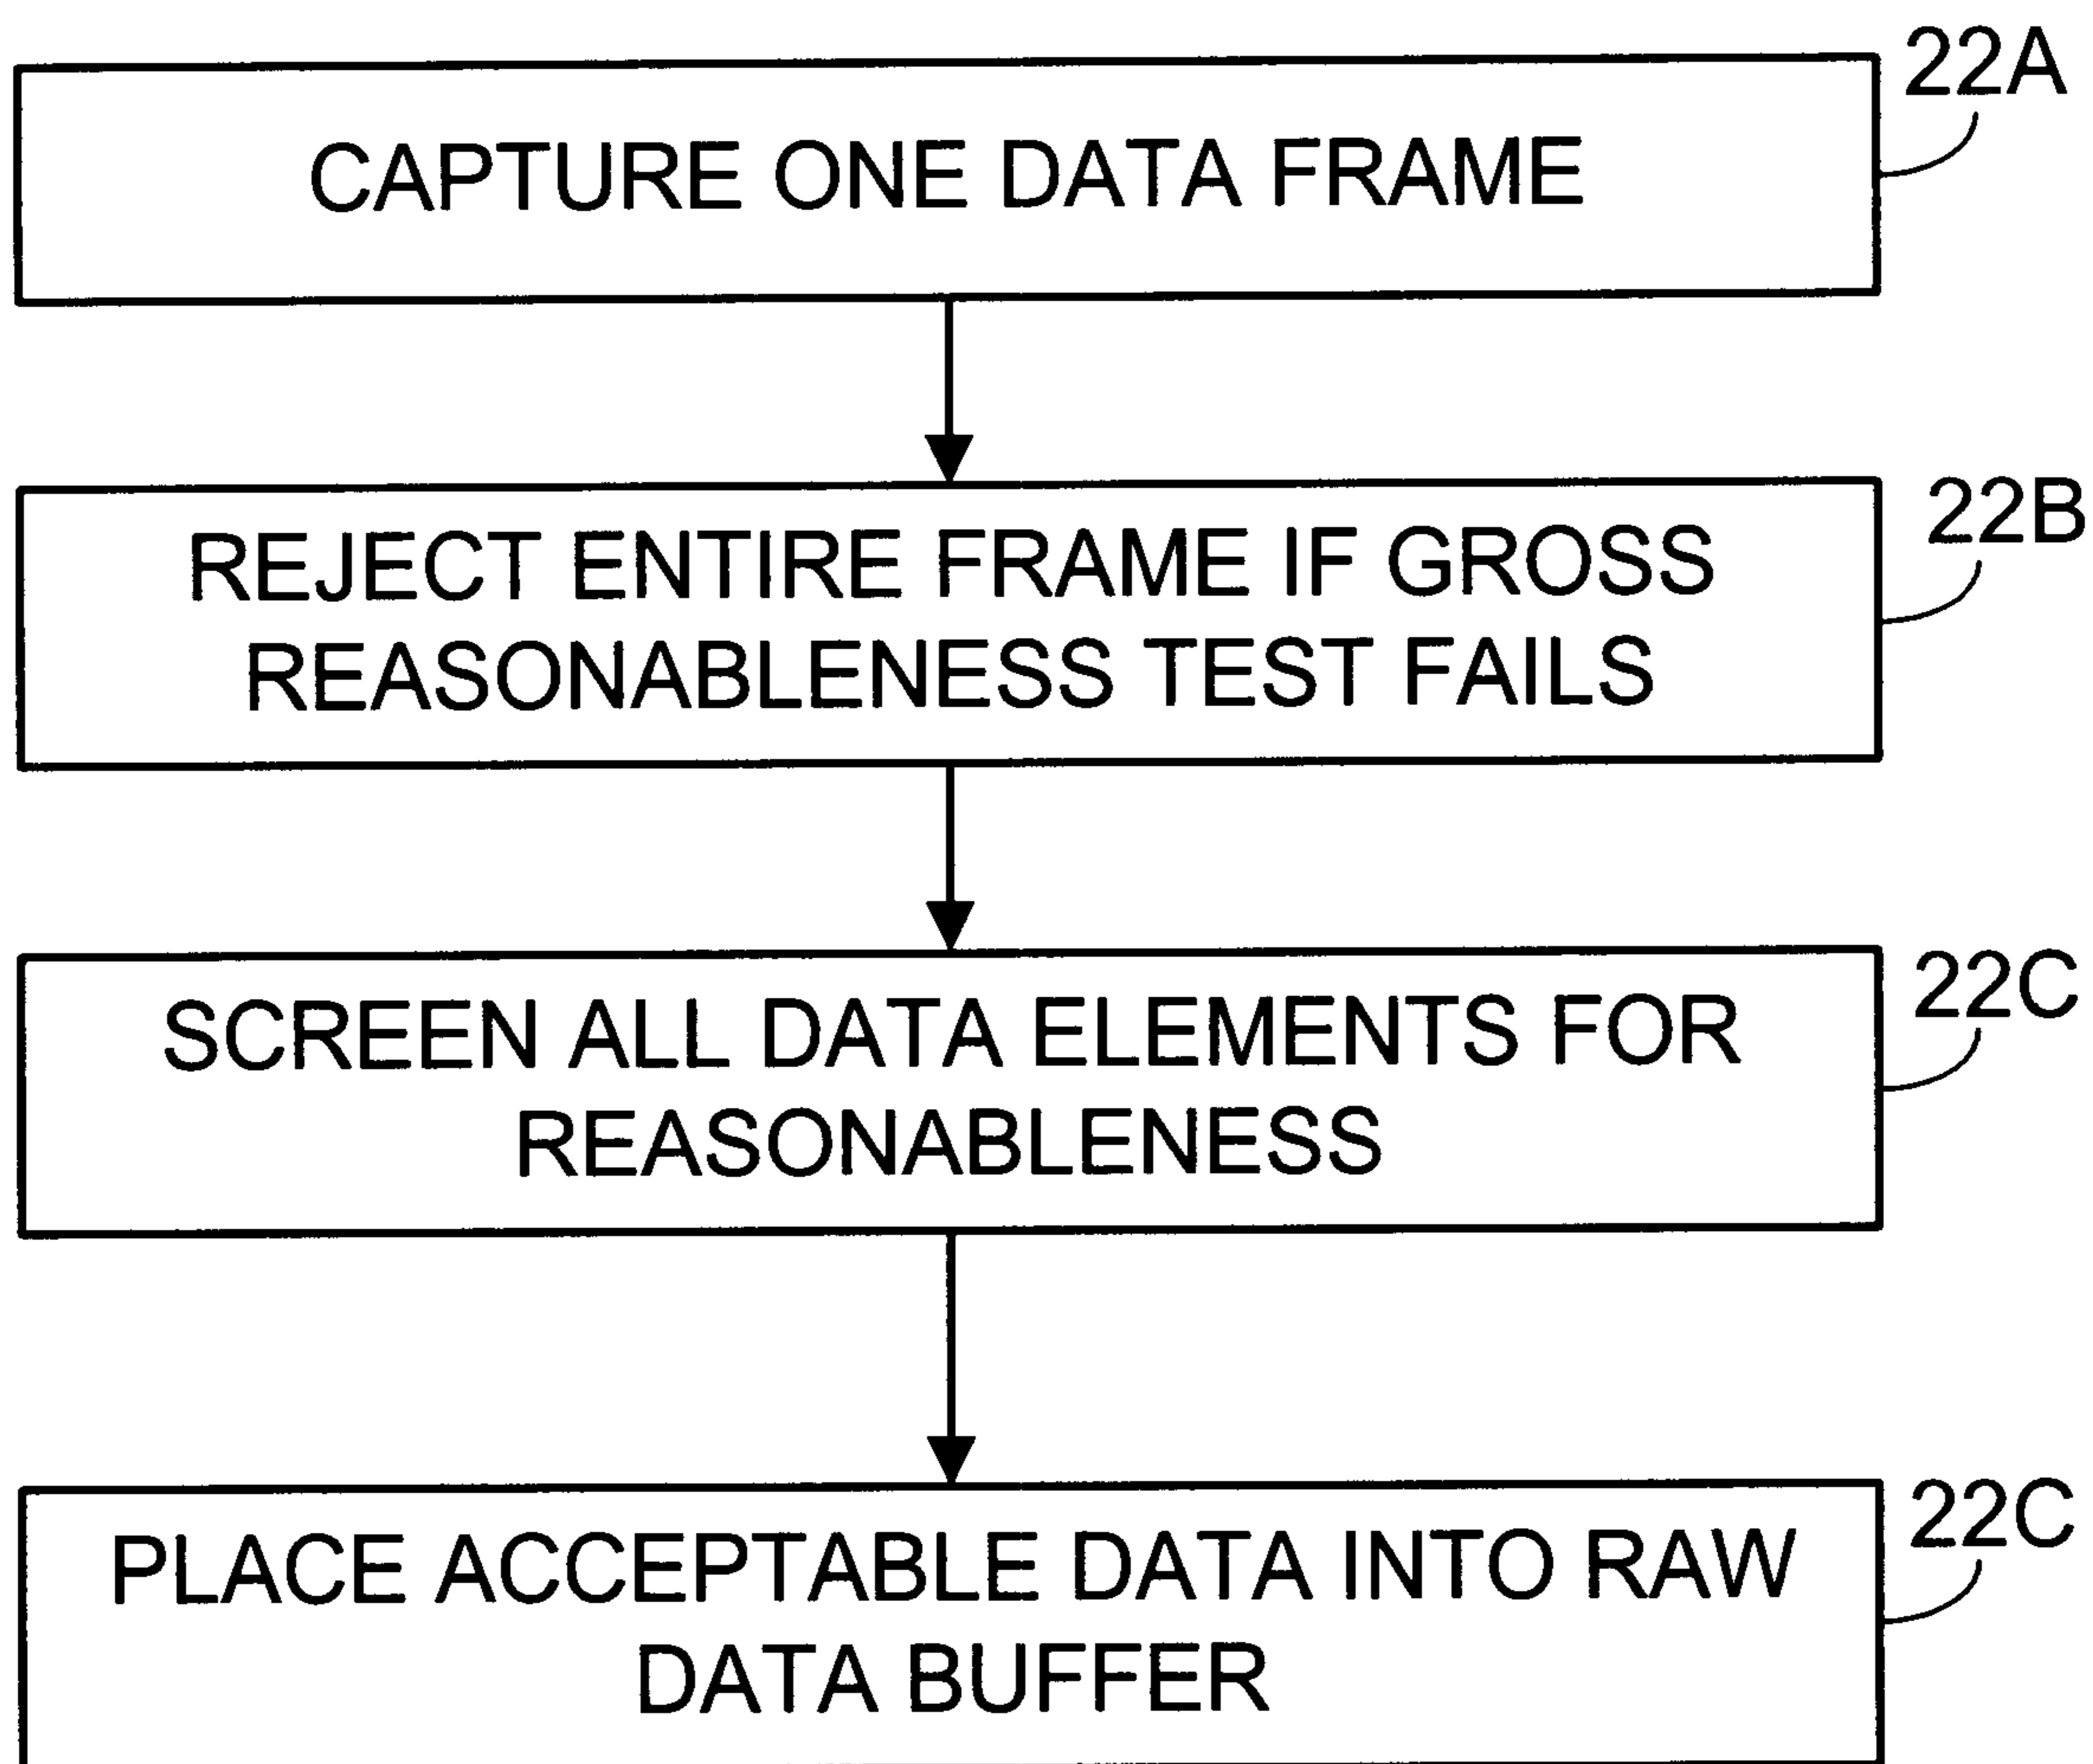 22A
CAPTURE ONE DATA FRAME
22B
REJECT ENTIRE FRAME IF GROSS
REASONABLENESS TEST FAILS
22C
SCREEN ALL DATA ELEMENTS FOR
REASONABLENESS
22C
PLACE ACCEPTABLE DATA INTO RAW
DATA BUFFER